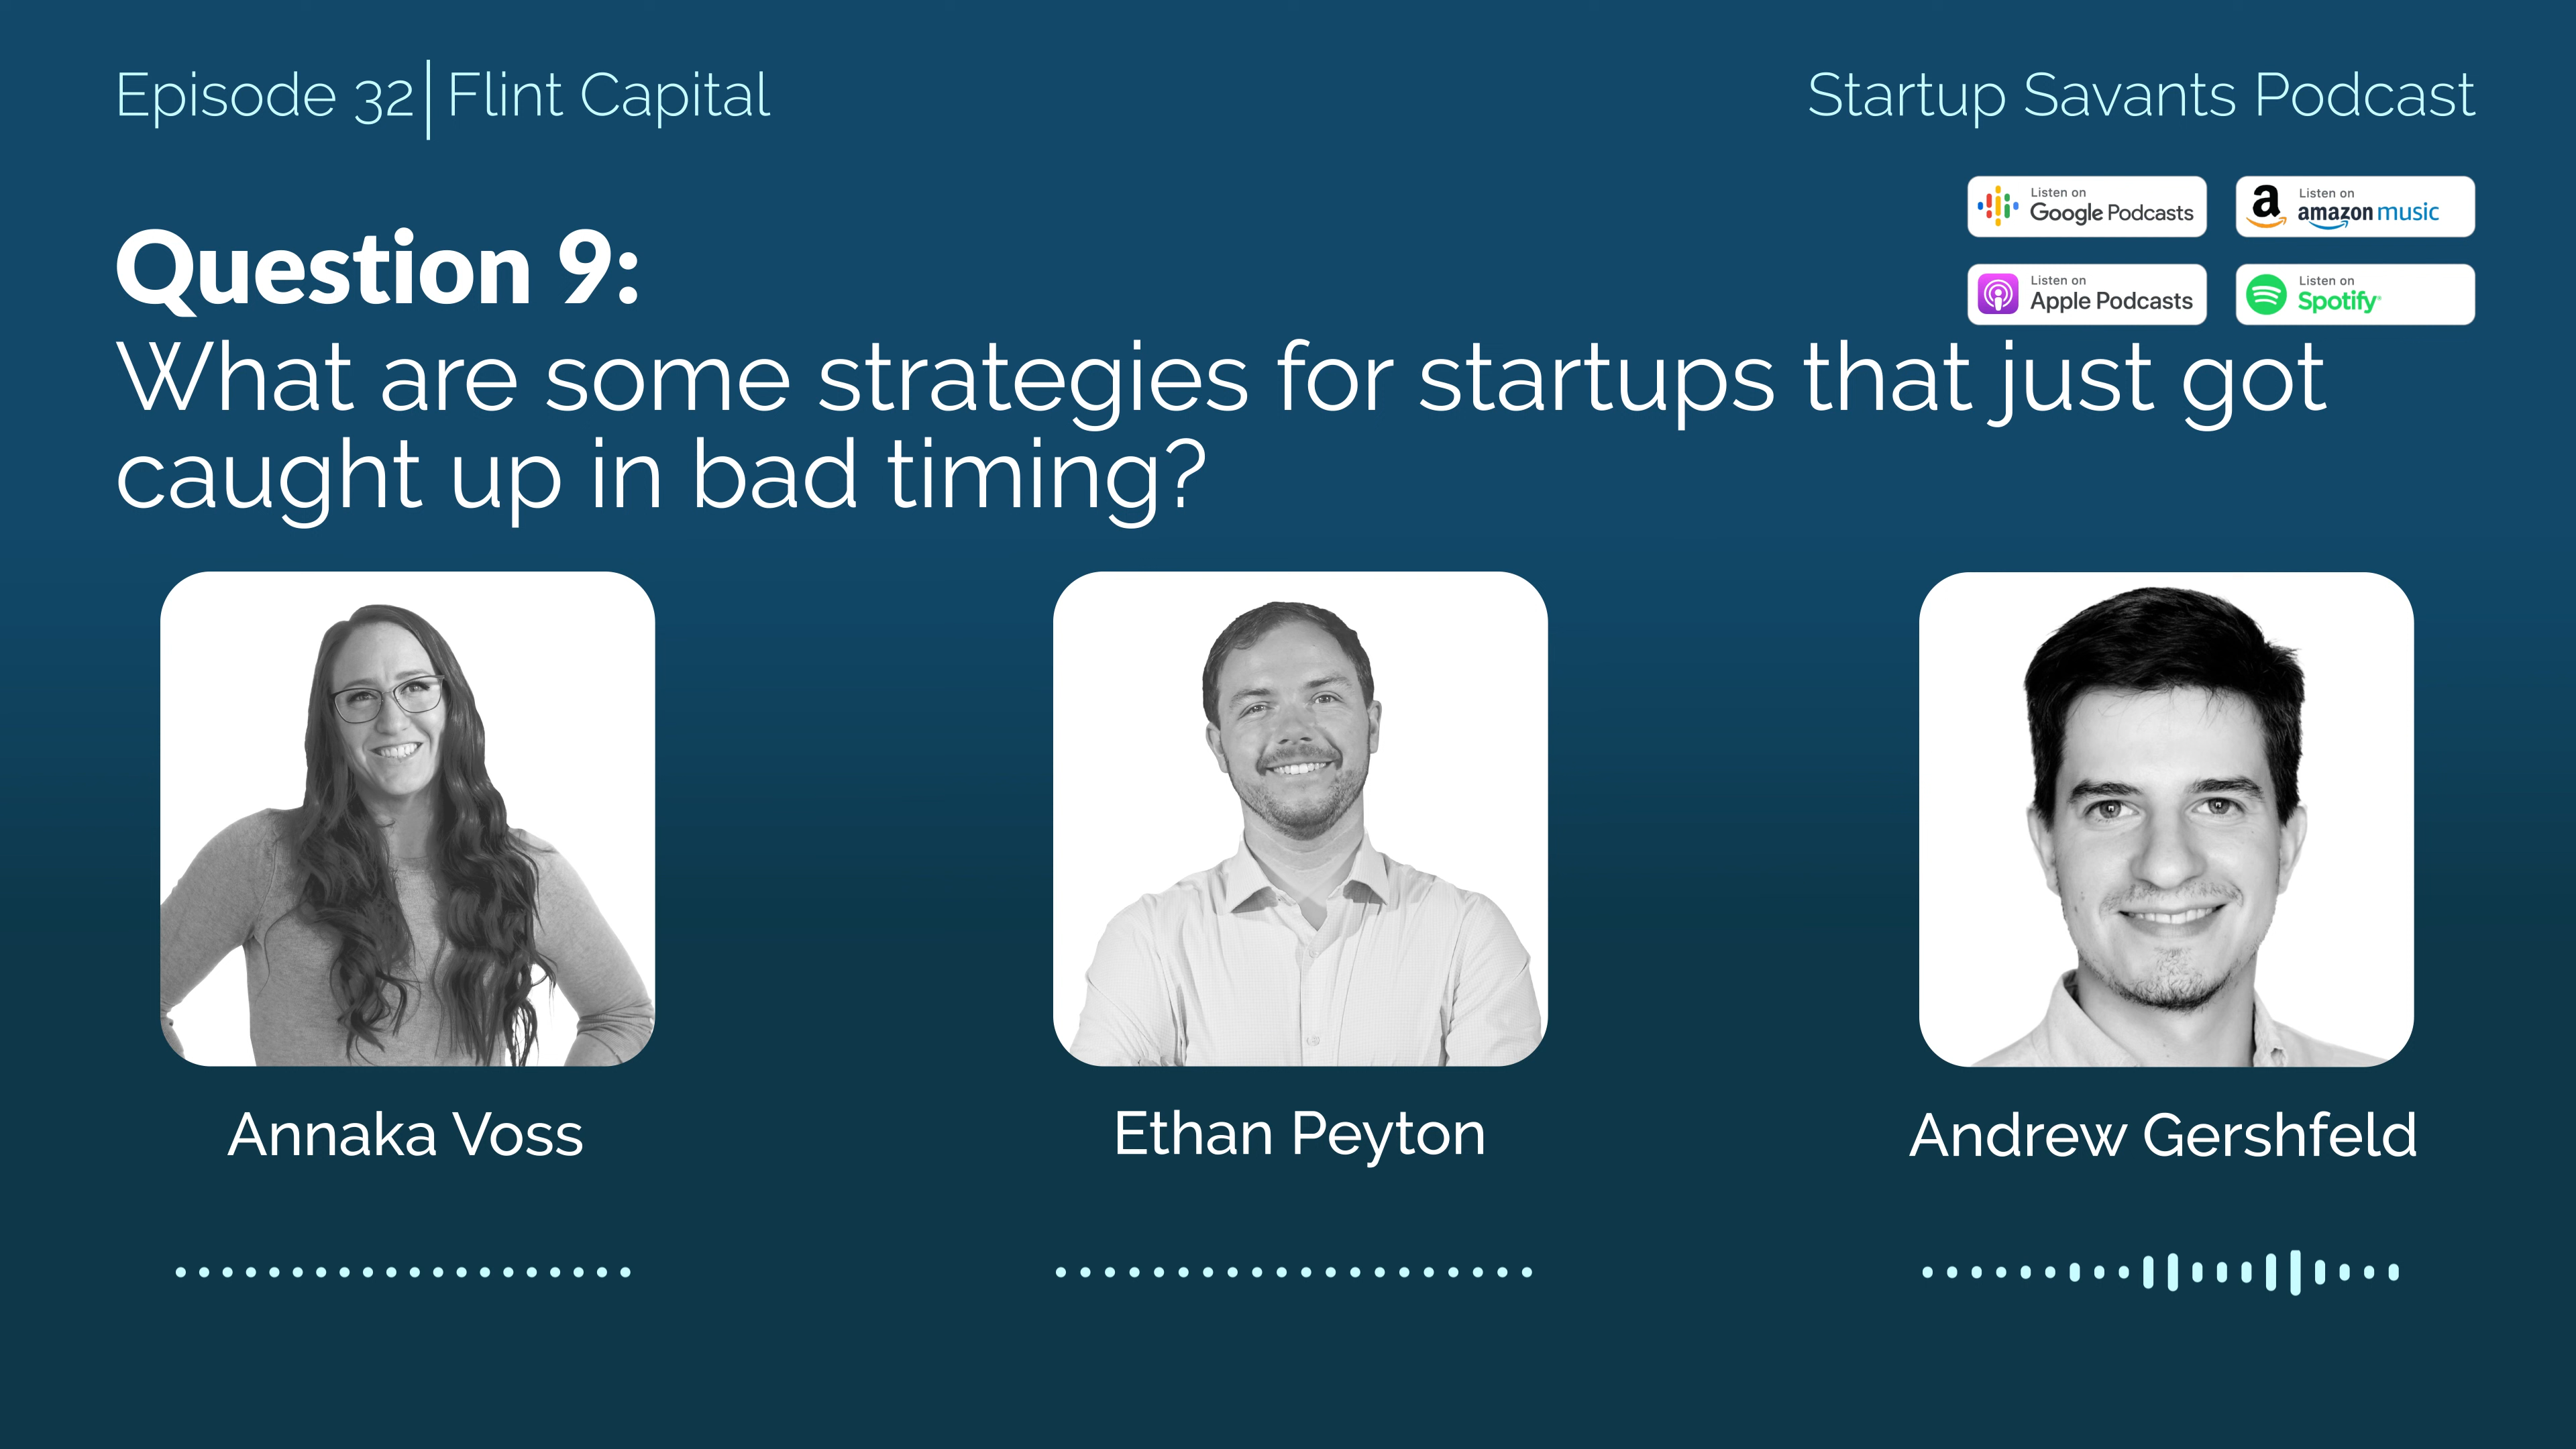 Episode 32 | Flint Capital
Startup Savants Podcast
Listen on
Google Podcasts
Listen on
amazon music
Listen on
Apple Podcasts
Listen on
Spotify
Question 9:
What are some strategies for startups that just got
caught up in bad timing?
Annaka Voss
Ethan Peyton
Andrew Gershfeld